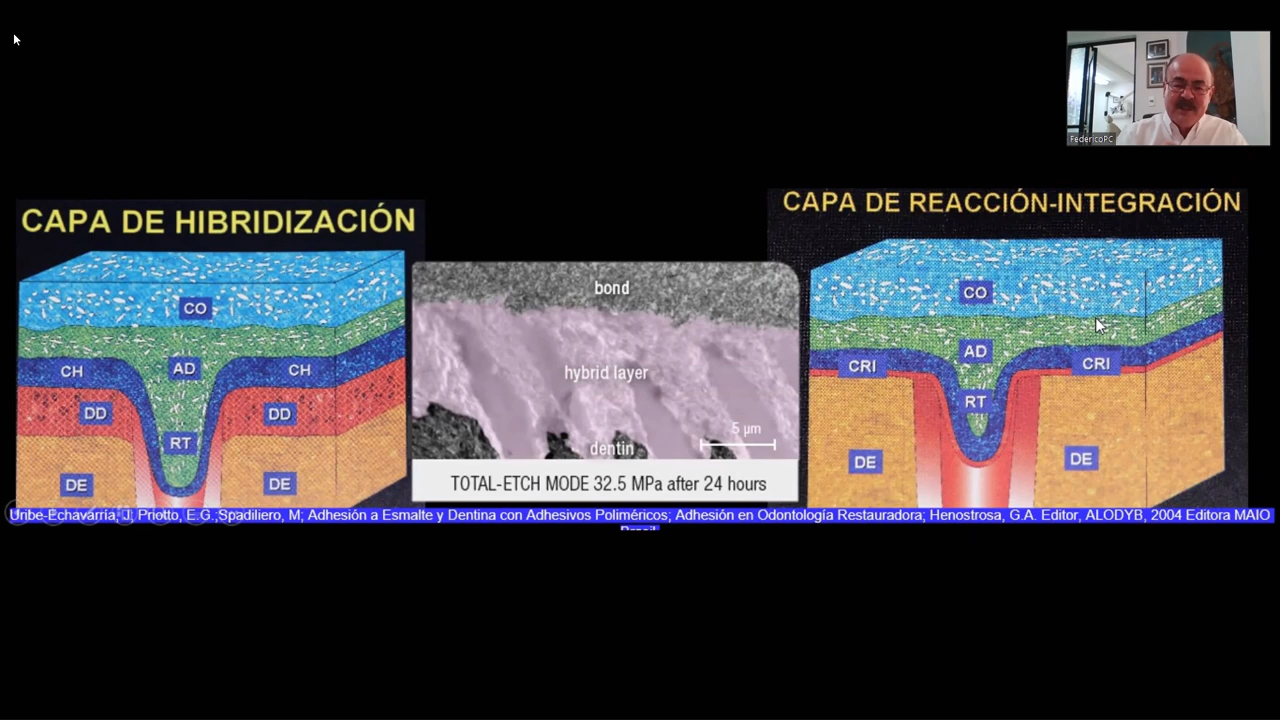 FedericoPC
CAPA DE HIBRIDIZACIÓN
CO
CH
AD
CH
DD
DD
RT
DE
DE
bond
hybrid layer
5 µm
dentin
TOTAL-ETCH MODE 32.5 MPa after 24 hours
CAPA DE REACCIÓN-INTEGRACIÓN
CO
AD
CRI
CRI
RT
DE
DE
Uribe-Echavarría, J; Priotto, E.G.;Spadiliero, M; Adhesión a Esmalte y Dentina con Adhesivos Poliméricos; Adhesión en Odontología Restauradora; Henostrosa, G.A. Editor, ALODYB, 2004 Editora MAIO